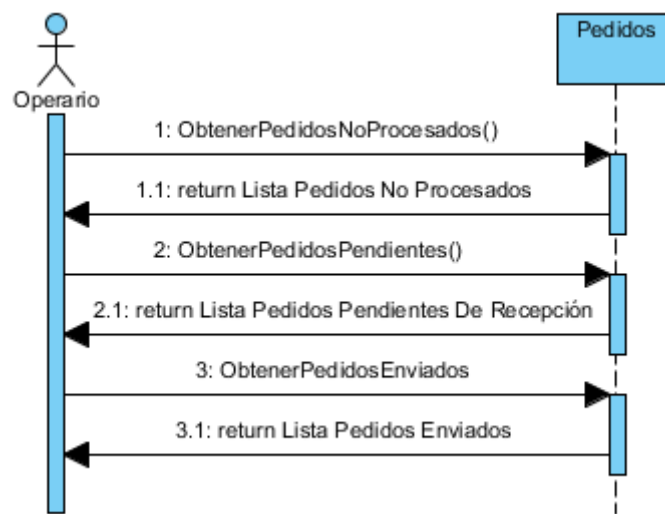 Pedidos
Operario
1: ObtenerPedidosNoProcesados()
1.1: return Lista Pedidos No Procesados
2: ObtenerPedidosPendientes()
2.1: return Lista Pedidos Pendientes De Recepción
3: ObtenerPedidosEnviados
3.1: return Lista Pedidos Enviados